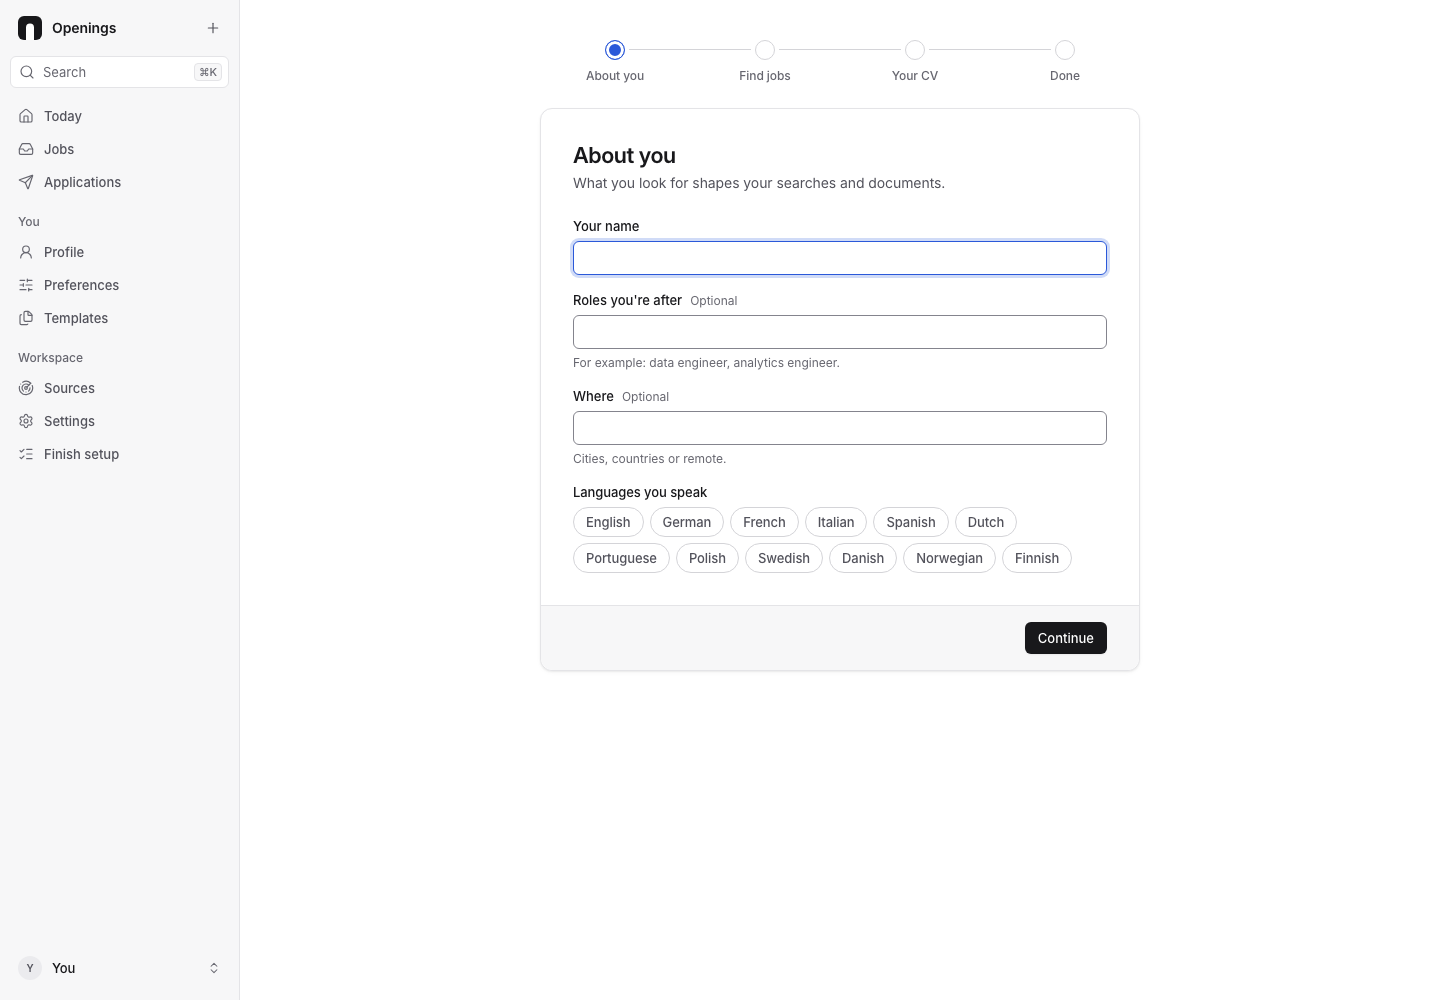 Openings
Search ⌘K
Today
Jobs
Applications
You
Profile
Preferences
Templates
Workspace
Sources
Settings
Finish setup
Y You
About you Find jobs Your CV Done
About you
What you look for shapes your searches and documents.
Your name
Roles you're after Optional
For example: data engineer, analytics engineer.
Where Optional
Cities, countries or remote.
Languages you speak
English German French Italian Spanish Dutch
Portuguese Polish Swedish Danish Norwegian Finnish
Continue